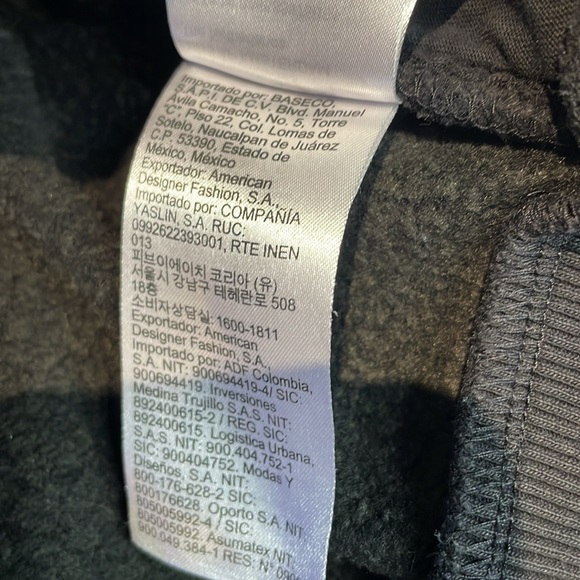 Importado por: BASECO,
S.A.P.I. DE C.V. Blvd. Manuel
Ávila Camacho, No. 5, Torre
"C", Piso 22, Col. Lomas de
Sotelo, Naucalpan de Juárez
C.P. 53390, Estado de
México, México
Exportador: American
Designer Fashion, S.A.,
Importado por: COMPAÑÍA
YASLIN, S.A. RUC:
0992622393001, RTE INEN
013
피브이에이치 코리아 (유)
서울시 강남구 테헤란로 508
18층
소비자상담실: 1600-1811
Exportador: American
Designer Fashion, S.A.,
Importado por: ADF Colombia,
S.A. NIT: 900694419-4/ SIC:
900694419. Inversiones
Medina Trujillo S.A.S. NIT:
892400615-2 / REG. SIC:
892400615. Logistica Urbana,
S.A.S. NIT: 900.404.752-1
SIC: 900404752. Modas Y
Diseños, S.A. NIT:
800-176-628-2 SIC:
800176628. Oporto S.A. NIT
805005992-4 / SIC:
805005992. Asumatex NIT:
900.049.384-1 RES: N°